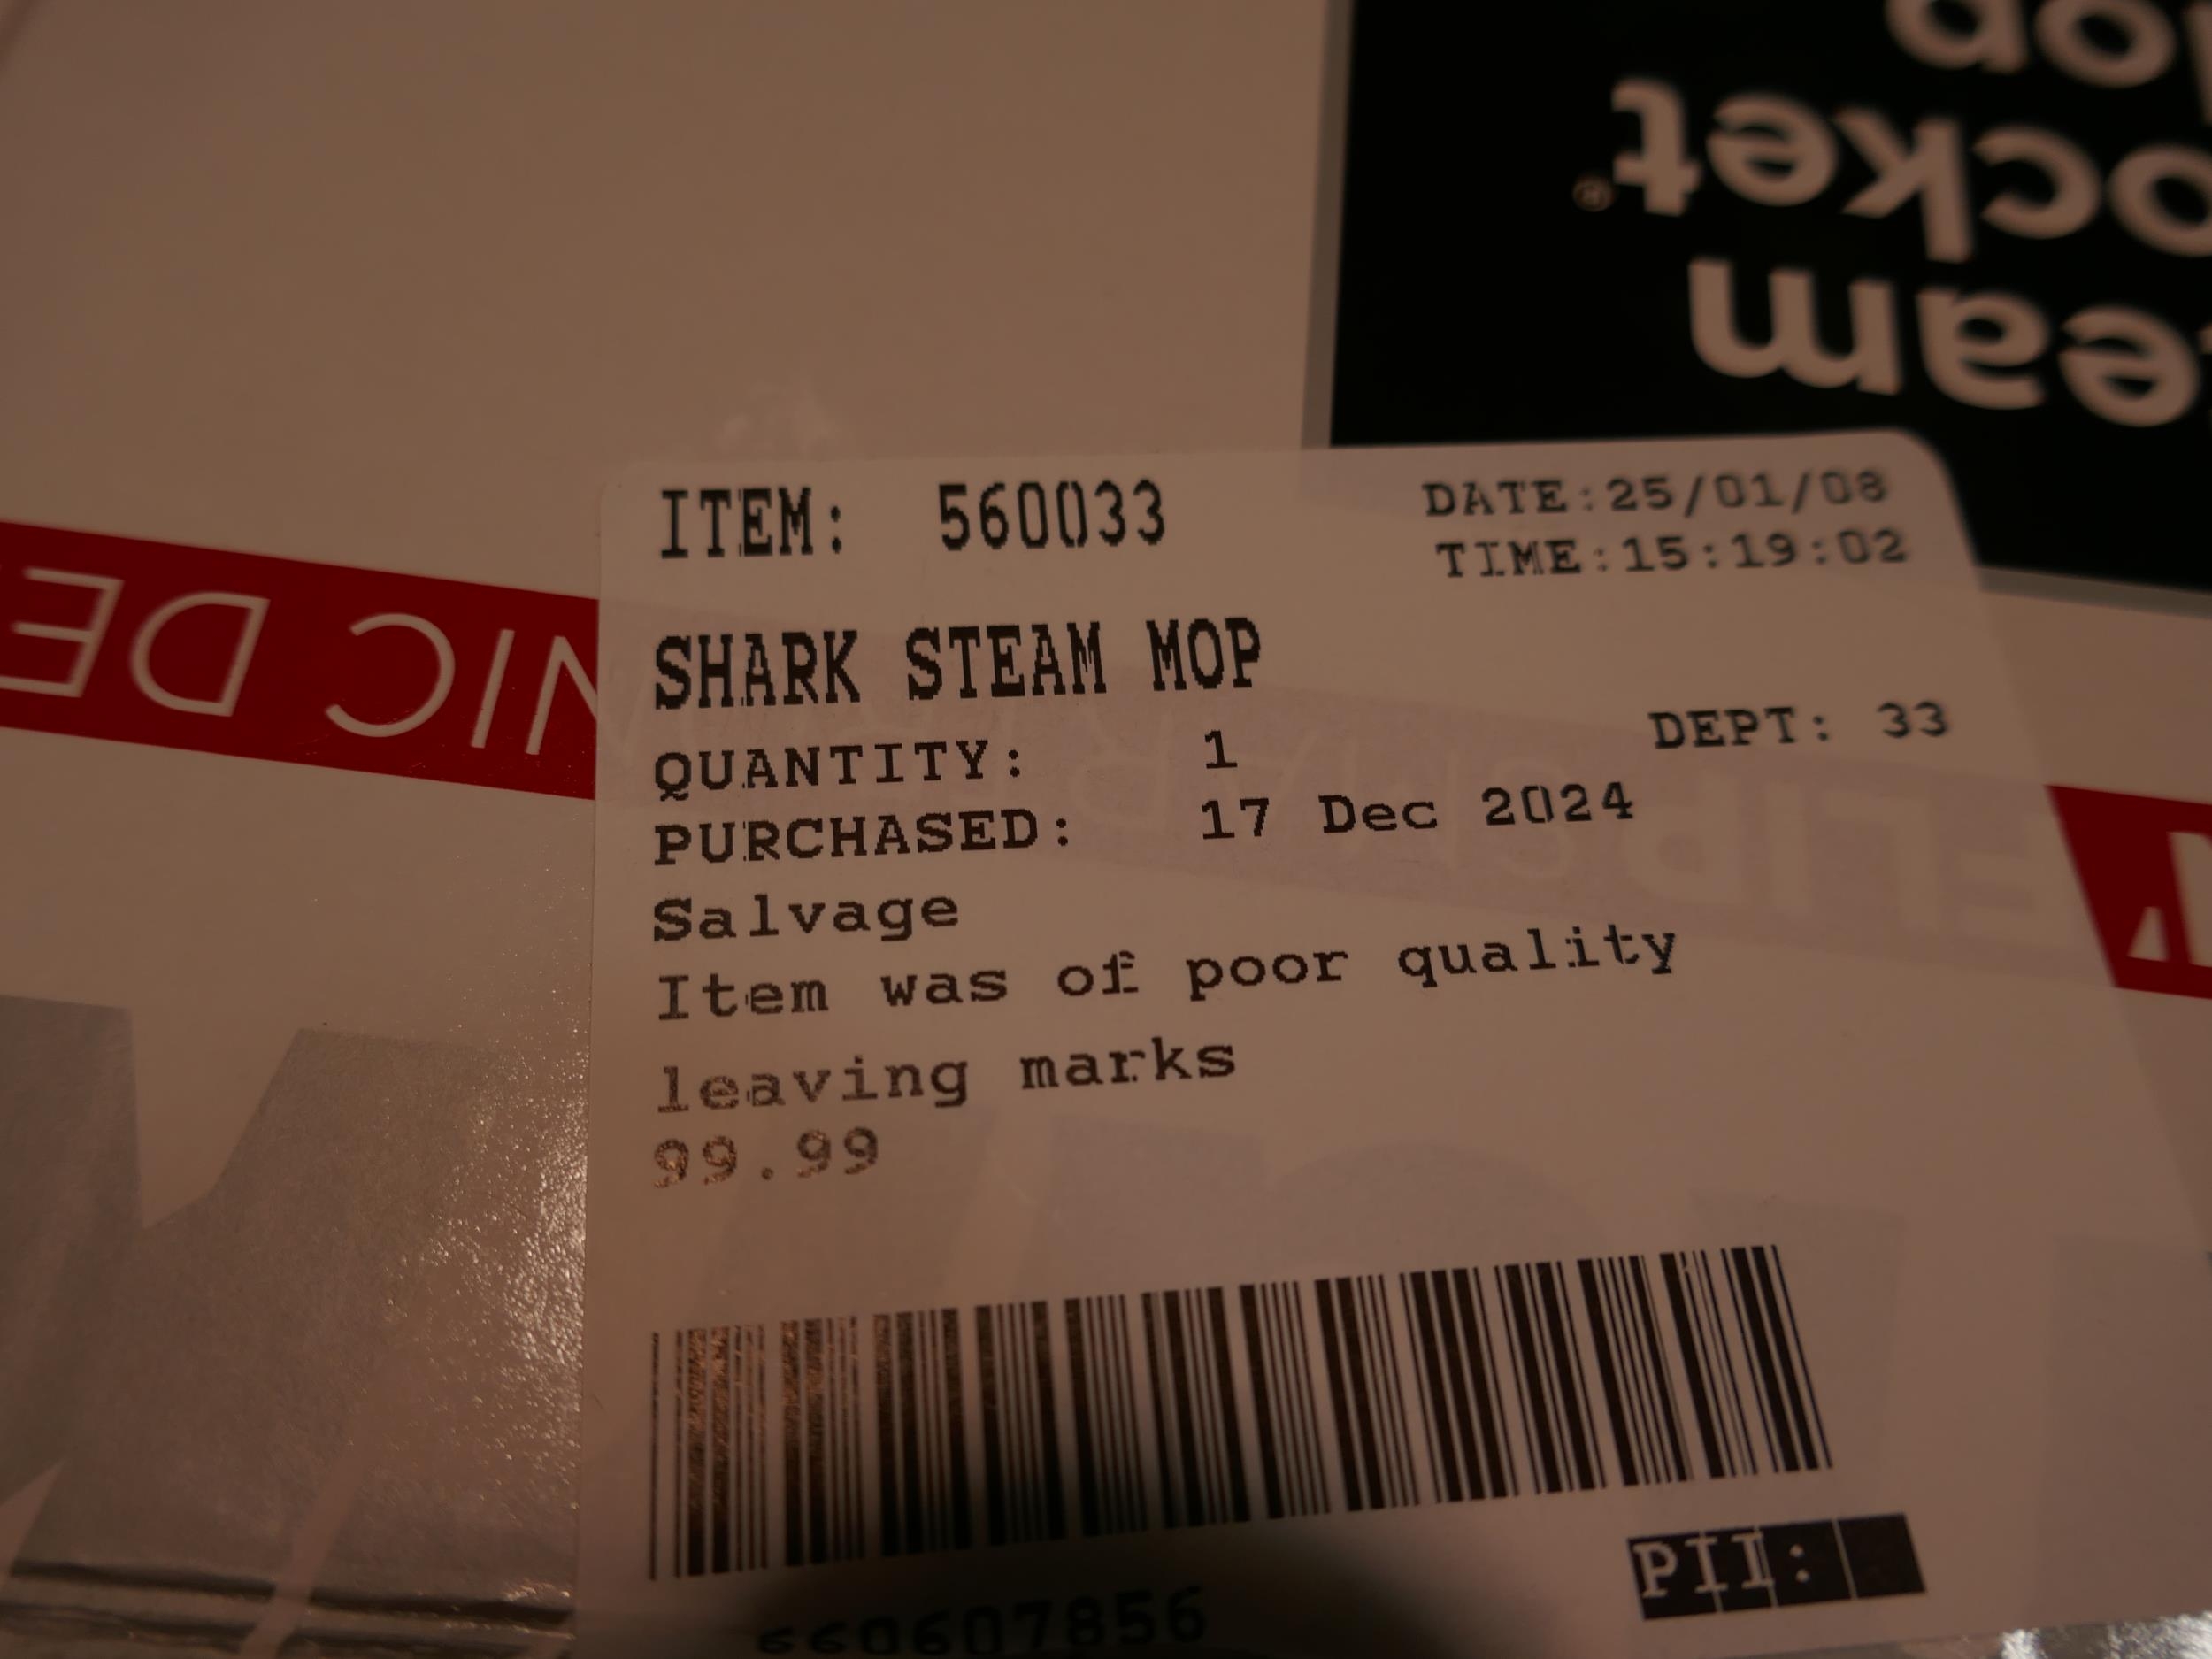 ocket®
eam
ITEM: 560033
DATE:25/01/08
TIME:15:19:02
SHARK STEAM MOP
QUANTITY: 1
DEPT: 33
PURCHASED: 17 Dec 2024
Salvage
Item was of poor quality
leaving marks
99.99
PII:
660607856
NIC DE